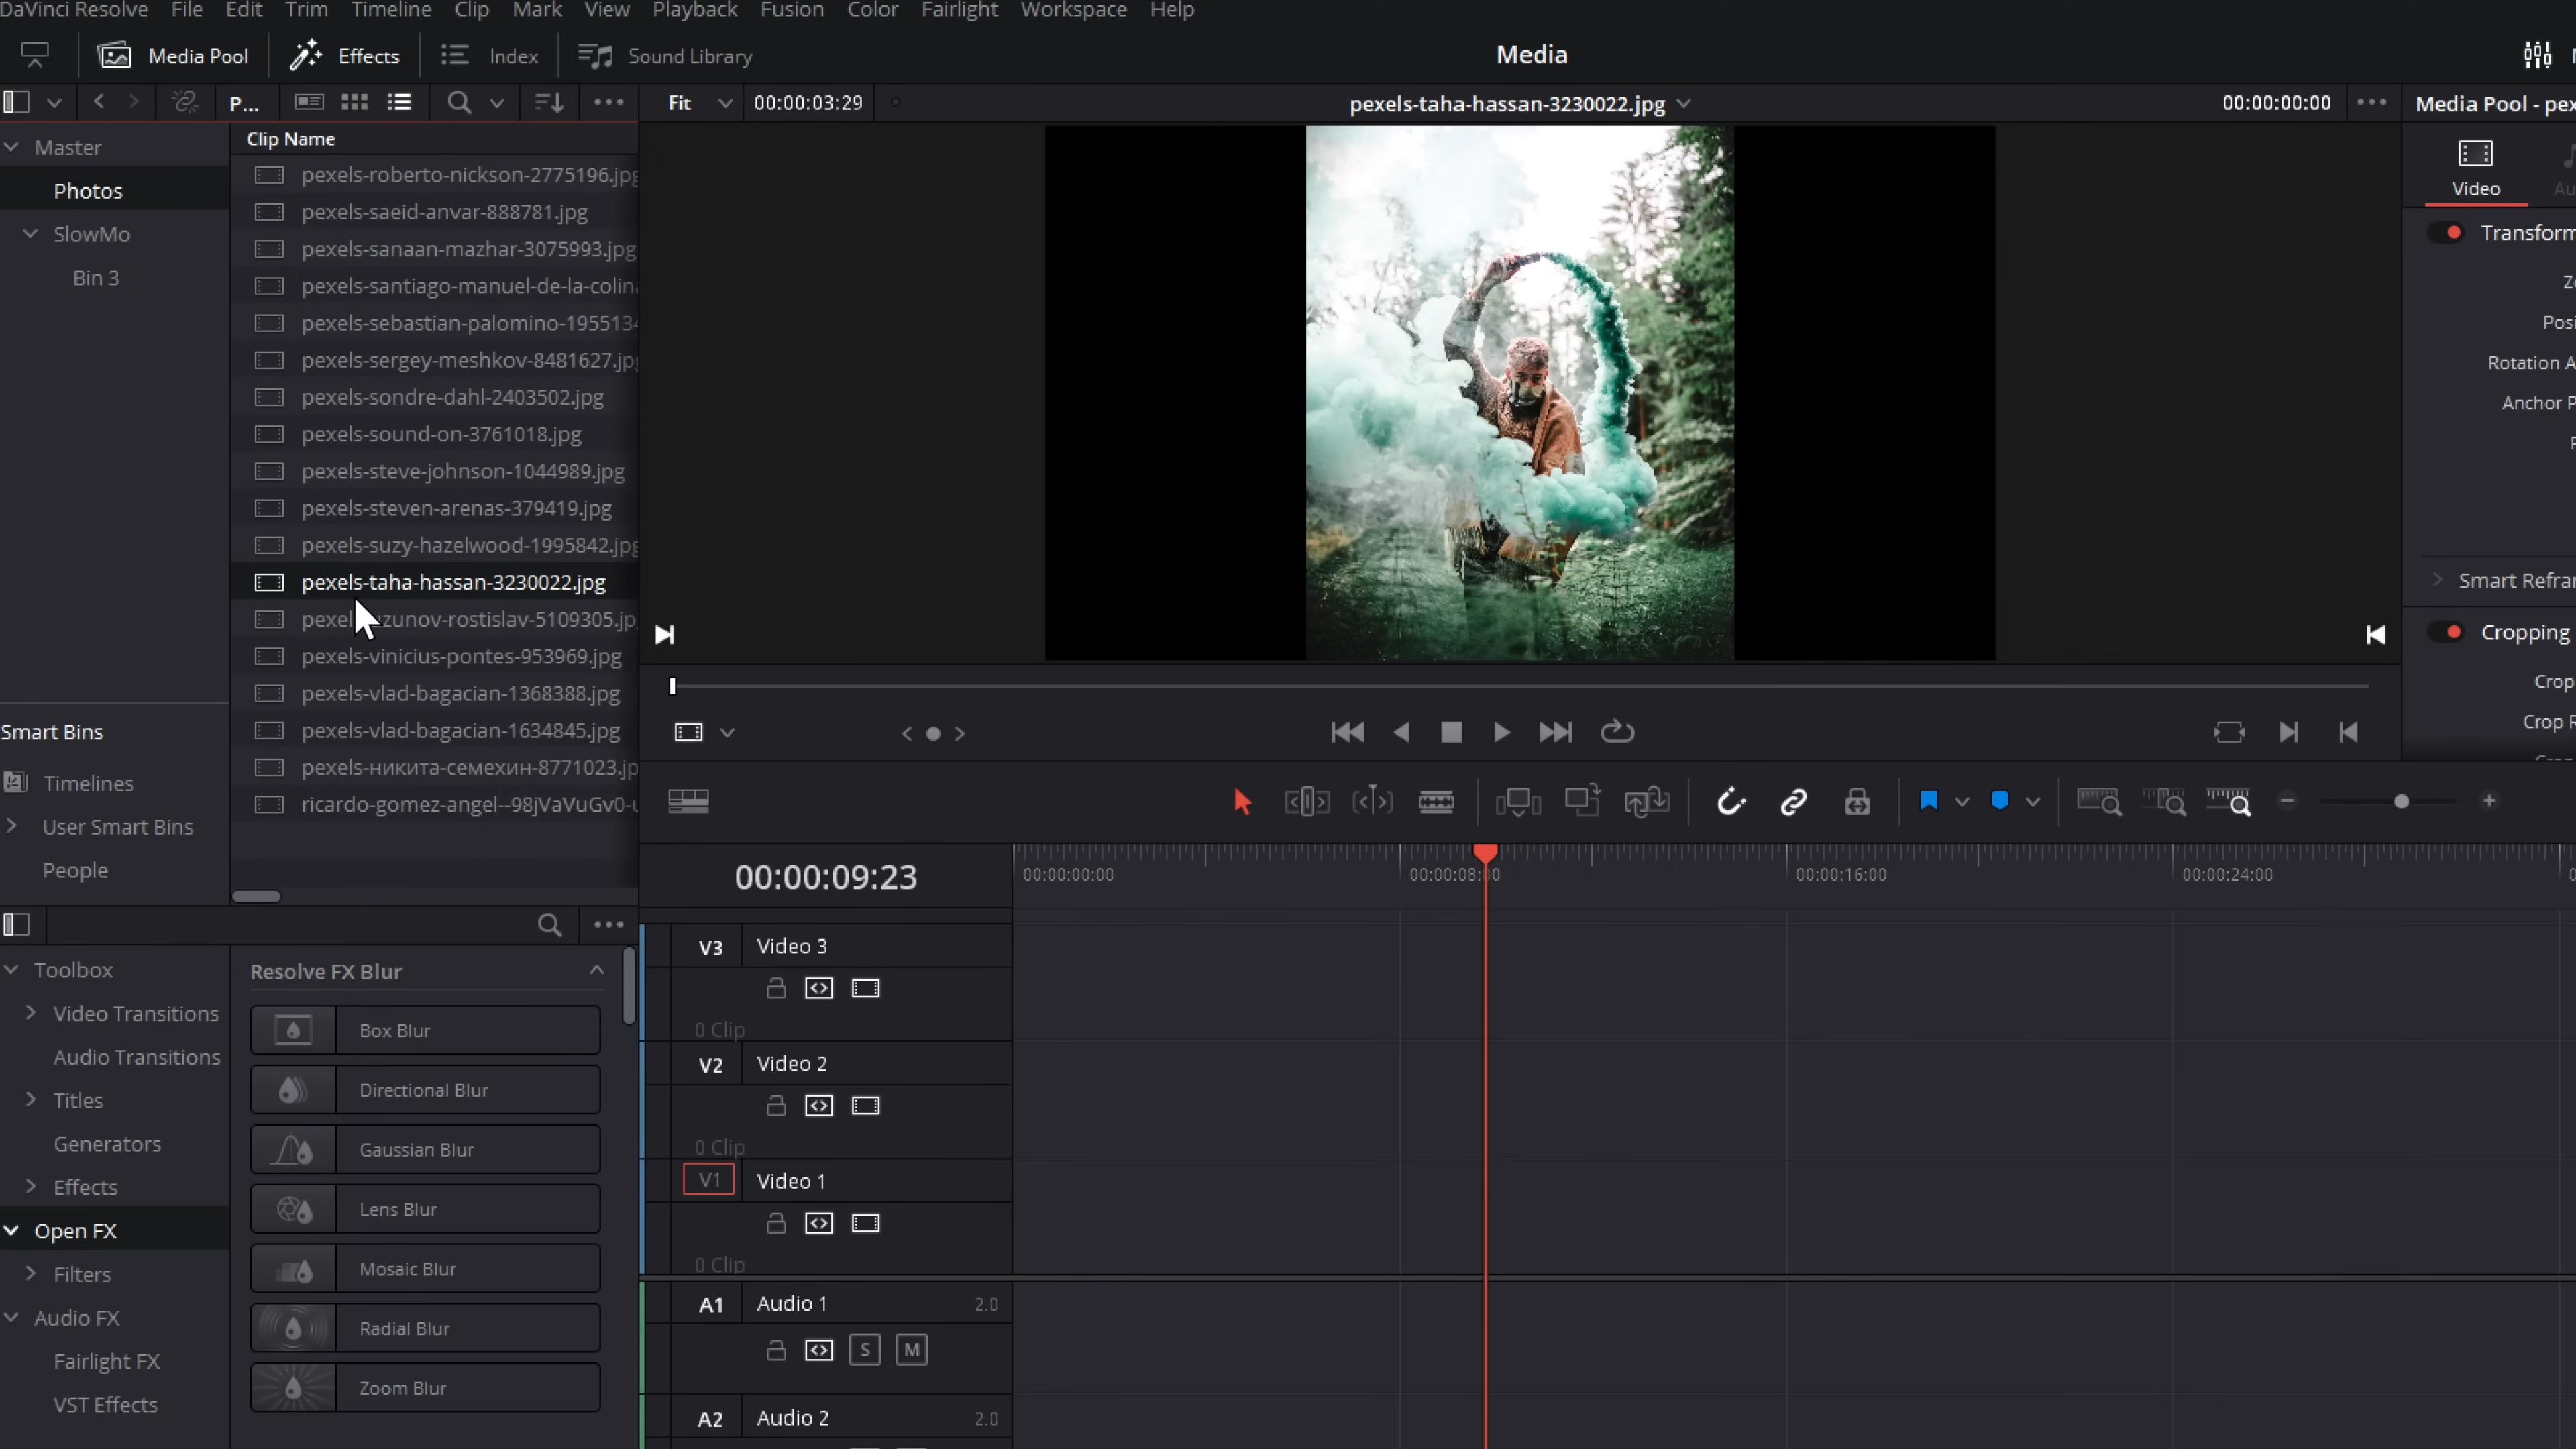 DaVinci Resolve File Edit Trim Timeline Clip Mark View Playback Fusion Color Fairlight Workspace Help
Media Pool Effects Index Sound Library Media
P... Fit 00:00:03:29 pexels-taha-hassan-3230022.jpg 00:00:00:00 Media Pool - pex
Master
Photos
SlowMo
Bin 3
Clip Name
pexels-roberto-nickson-2775196.jpg
pexels-saeid-anvar-888781.jpg
pexels-sanaan-mazhar-3075993.jpg
pexels-santiago-manuel-de-la-colina
pexels-sebastian-palomino-1955134
pexels-sergey-meshkov-8481627.jpg
pexels-sondre-dahl-2403502.jpg
pexels-sound-on-3761018.jpg
pexels-steve-johnson-1044989.jpg
pexels-steven-arenas-379419.jpg
pexels-suzy-hazelwood-1995842.jpg
pexels-taha-hassan-3230022.jpg
pexel zunov-rostislav-5109305.jp
pexels-vinicius-pontes-953969.jpg
pexels-vlad-bagacian-1368388.jpg
pexels-vlad-bagacian-1634845.jpg
pexels-никита-семехин-8771023.jp
ricardo-gomez-angel--98jVaVuGv0-u
Video
Transform
Posi
Rotation A
Anchor P
Smart Refra
Cropping
Crop
Crop R
Smart Bins
Timelines
User Smart Bins
People
Toolbox
Video Transitions
Audio Transitions
Titles
Generators
Effects
Open FX
Filters
Audio FX
Fairlight FX
VST Effects
Resolve FX Blur
Box Blur
Directional Blur
Gaussian Blur
Lens Blur
Mosaic Blur
Radial Blur
Zoom Blur
00:00:09:23 00:00:00:00 00:00:08:00 00:00:16:00 00:00:24:00
V3 Video 3
0 Clip
V2 Video 2
0 Clip
V1 Video 1
0 Clip
A1 Audio 1 2.0
S M
A2 Audio 2 2.0